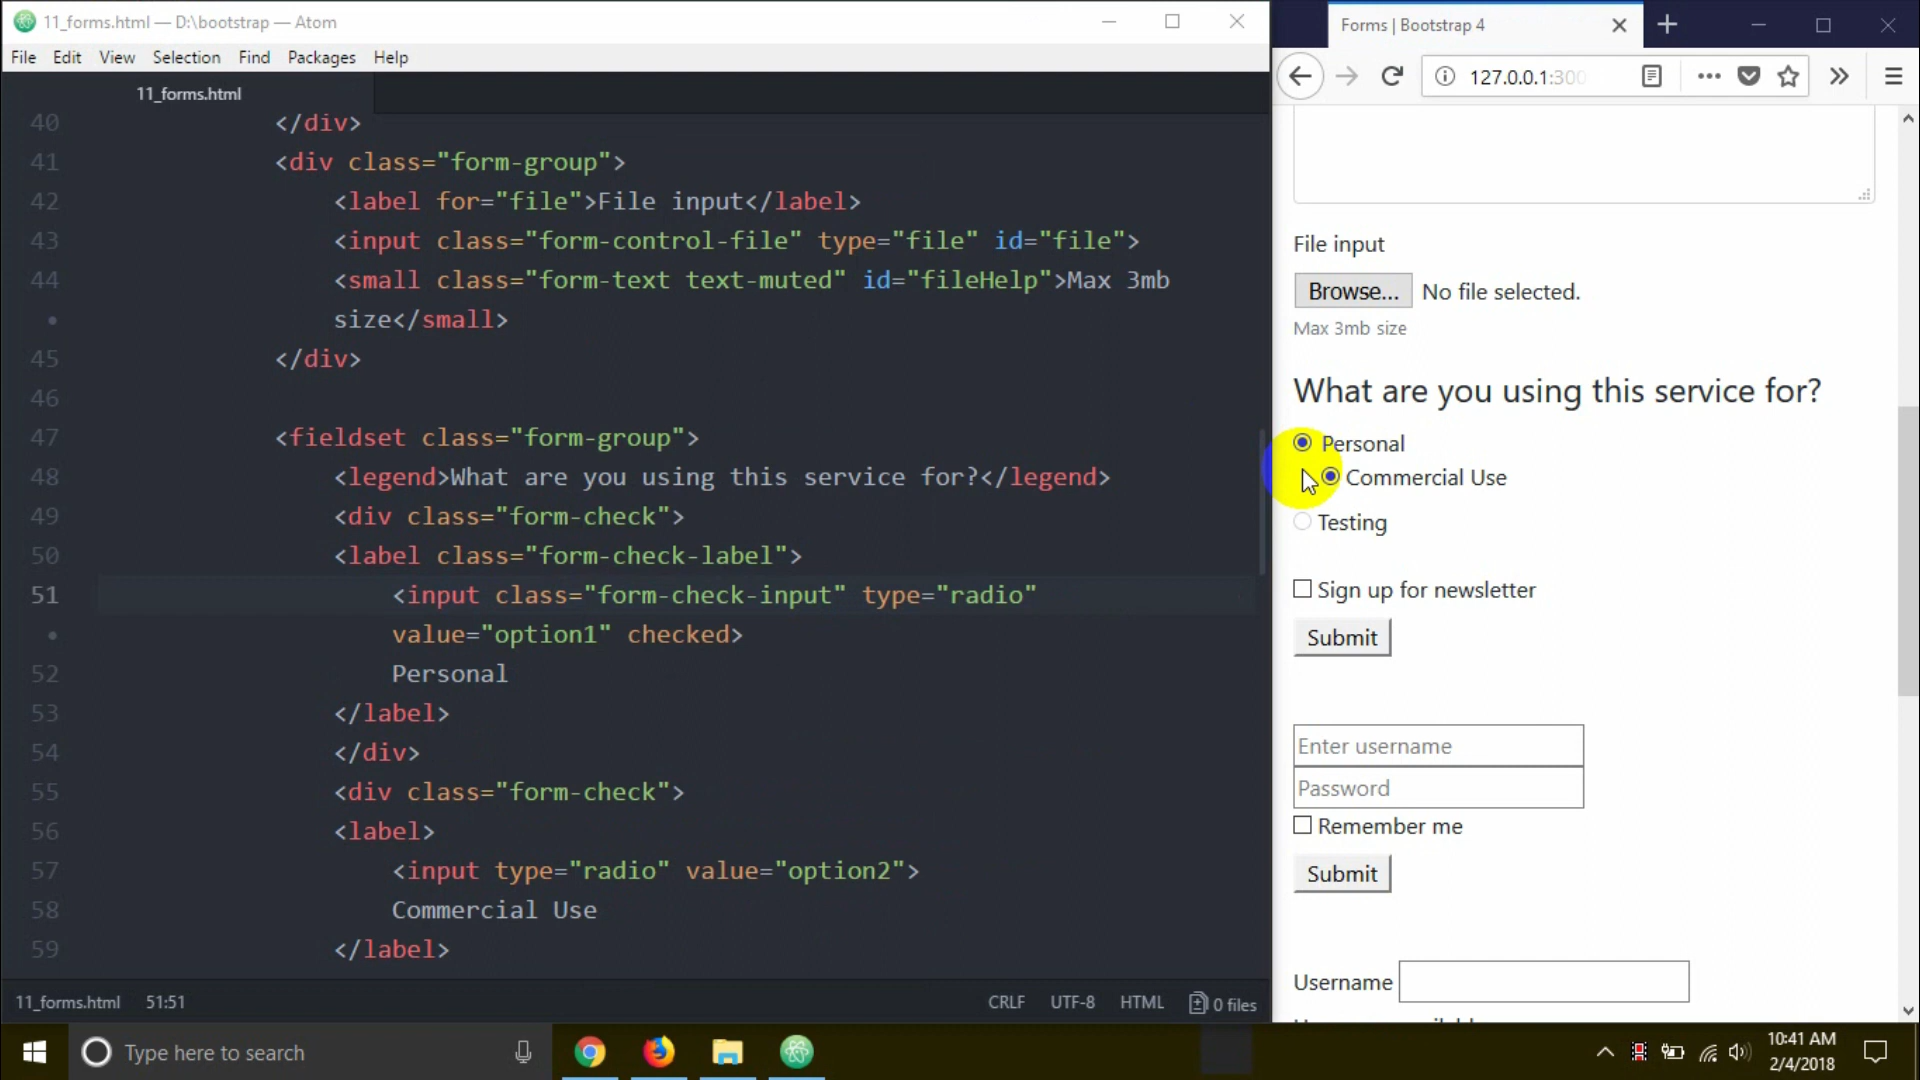 11_forms.html — D:\bootstrap — Atom
File Edit View Selection Find Packages Help
11_forms.html
40 </div>
41 <div class="form-group">
42 <label for="file">File input</label>
43 <input class="form-control-file" type="file" id="file">
44 <small class="form-text text-muted" id="fileHelp">Max 3mb
size</small>
45 </div>
46
47 <fieldset class="form-group">
48 <legend>What are you using this service for?</legend>
49 <div class="form-check">
50 <label class="form-check-label">
51 <input class="form-check-input" type="radio"
value="option1" checked>
52 Personal
53 </label>
54 </div>
55 <div class="form-check">
56 <label>
57 <input type="radio" value="option2">
58 Commercial Use
59 </label>
11_forms.html 51:51 CRLF UTF-8 HTML 0 files
Forms | Bootstrap 4
127.0.0.1:300
File input
Browse... No file selected.
Max 3mb size
What are you using this service for?
Personal
Commercial Use
Testing
Sign up for newsletter
Submit
Enter username
Password
Remember me
Submit
Username
Type here to search
10:41 AM
2/4/2018